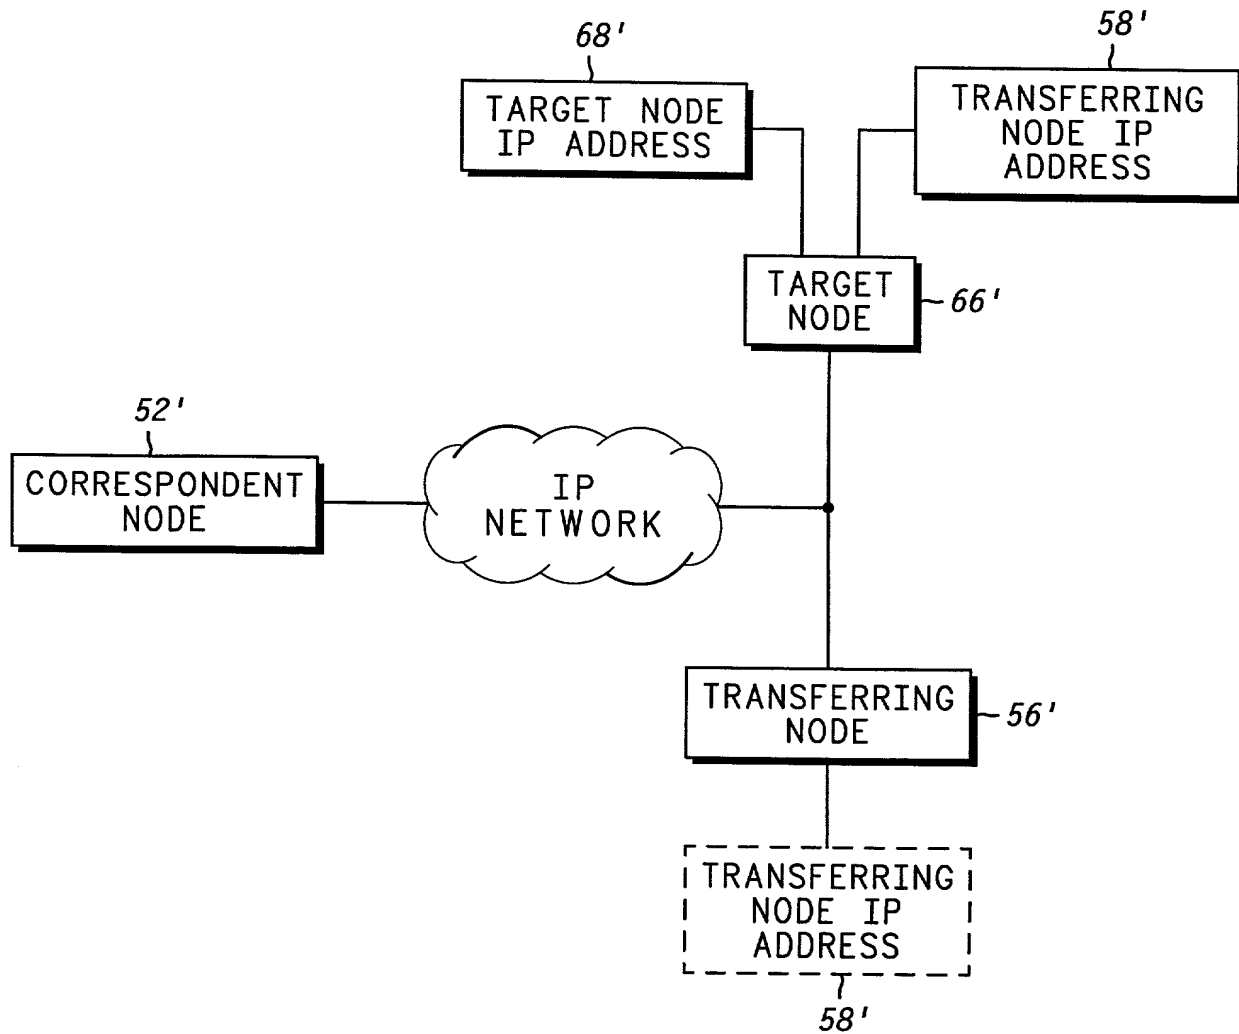 68'
58'
TARGET NODE
IP ADDRESS
TRANSFERRING
NODE IP
ADDRESS
TARGET
NODE
66'
52'
CORRESPONDENT
NODE
IP
NETWORK
TRANSFERRING
NODE
56'
TRANSFERRING
NODE IP
ADDRESS
58'